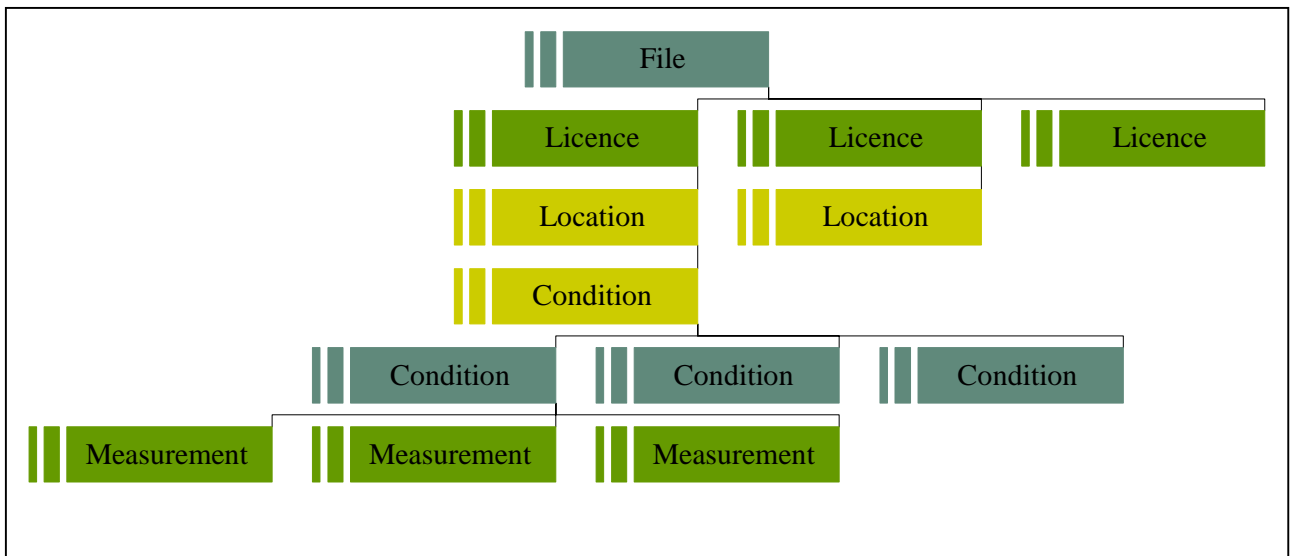 File
Licence Licence Licence
Location Location
Condition
Condition Condition Condition
Measurement Measurement Measurement